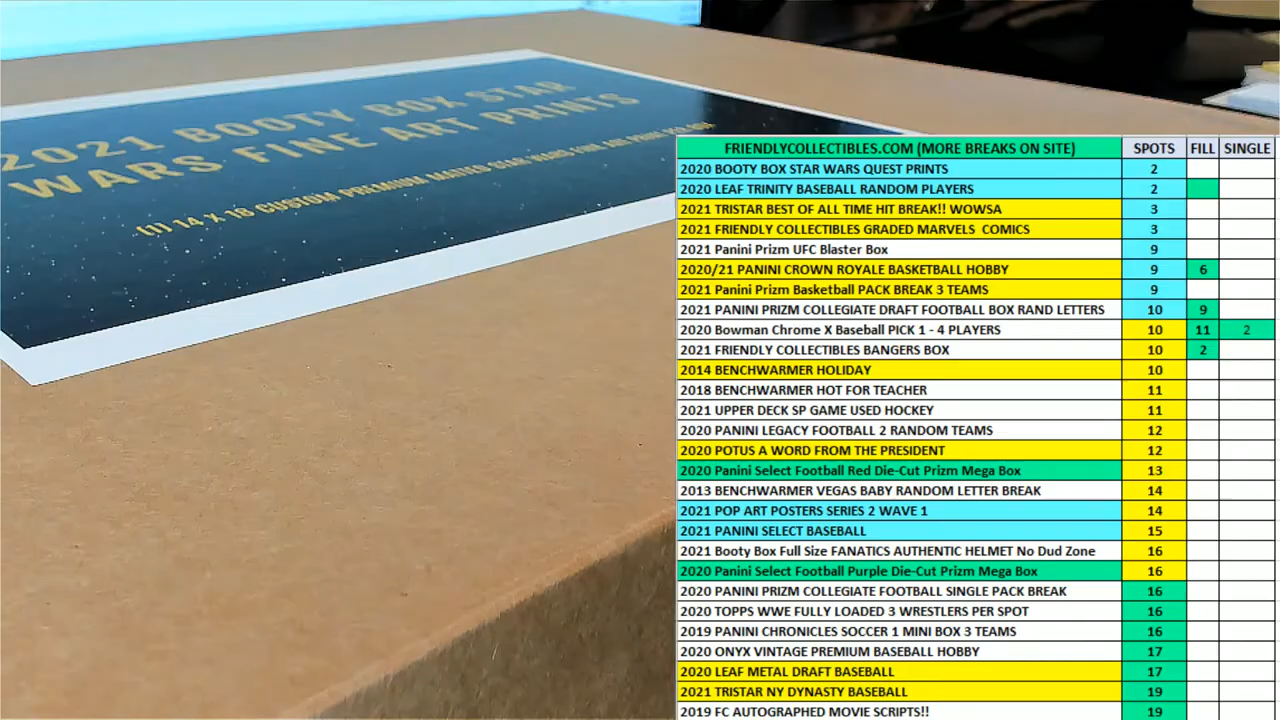 2021 BOOTY BOX STAR
WARS FINE ART PRINTS
(1) 14 X 18 CUSTOM PREMIUM MATED STAR WARS FINE ART PRINT
FRIENDLYCOLLECTIBLES.COM (MORE BREAKS ON SITE) SPOTS FILL SINGLE
2020 BOOTY BOX STAR WARS QUEST PRINTS 2
2020 LEAF TRINITY BASEBALL RANDOM PLAYERS 2
2021 TRISTAR BEST OF ALL TIME HIT BREAK!! WOWSA 3
2021 FRIENDLY COLLECTIBLES GRADED MARVELS COMICS 3
2021 Panini Prizm UFC Blaster Box 9
2020/21 PANINI CROWN ROYALE BASKETBALL HOBBY 9 6
2021 Panini Prizm Basketball PACK BREAK 3 TEAMS 9
2021 PANINI PRIZM COLLEGIATE DRAFT FOOTBALL BOX RAND LETTERS 10 9
2020 Bowman Chrome X Baseball PICK 1 - 4 PLAYERS 10 11 2
2021 FRIENDLY COLLECTIBLES BANGERS BOX 10 2
2014 BENCHWARMER HOLIDAY 10
2018 BENCHWARMER HOT FOR TEACHER 11
2021 UPPER DECK SP GAME USED HOCKEY 11
2020 PANINI LEGACY FOOTBALL 2 RANDOM TEAMS 12
2020 POTUS A WORD FROM THE PRESIDENT 12
2020 Panini Select Football Red Die-Cut Prizm Mega Box 13
2013 BENCHWARMER VEGAS BABY RANDOM LETTER BREAK 14
2021 POP ART POSTERS SERIES 2 WAVE 1 14
2021 PANINI SELECT BASEBALL 15
2021 Booty Box Full Size FANATICS AUTHENTIC HELMET No Dud Zone 16
2020 Panini Select Football Purple Die-Cut Prizm Mega Box 16
2020 PANINI PRIZM COLLEGIATE FOOTBALL SINGLE PACK BREAK 16
2020 TOPPS WWE FULLY LOADED 3 WRESTLERS PER SPOT 16
2019 PANINI CHRONICLES SOCCER 1 MINI BOX 3 TEAMS 16
2020 ONYX VINTAGE PREMIUM BASEBALL HOBBY 17
2020 LEAF METAL DRAFT BASEBALL 17
2021 TRISTAR NY DYNASTY BASEBALL 19
2019 FC AUTOGRAPHED MOVIE SCRIPTS!! 19